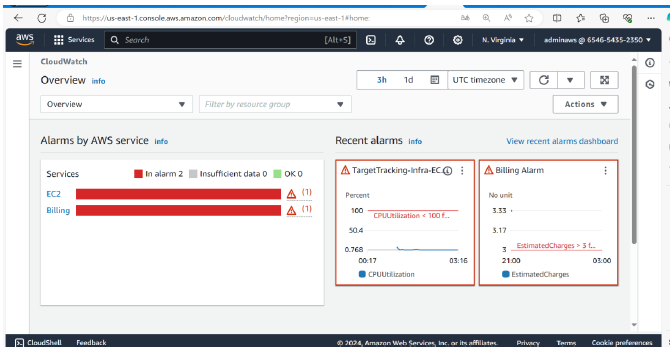 https://us-east-1.console.aws.amazon.com/cloudwatch/home?region=us-east-1#home:
aws Services Search [Alt+S] N. Virginia adminaws @ 6546-5435-2350
CloudWatch
Overview Info 3h 1d UTC timezone
Overview Filter by resource group Actions
Alarms by AWS service Info
Services In alarm 2 Insufficient data 0 OK 0
EC2 (1)
Billing (1)
Recent alarms Info View recent alarms dashboard
TargetTracking-Infra-EC...
Percent
100
CPUUtilization < 100 f...
50.4
0.768
00:17 03:16
CPUUtilization
Billing Alarm
No unit
3.33
3.17
EstimatedCharges > 3 f...
3
21:00 03:00
EstimatedCharges
CloudShell Feedback © 2024, Amazon Web Services, Inc. or its affiliates. Privacy Terms Cookie preferences